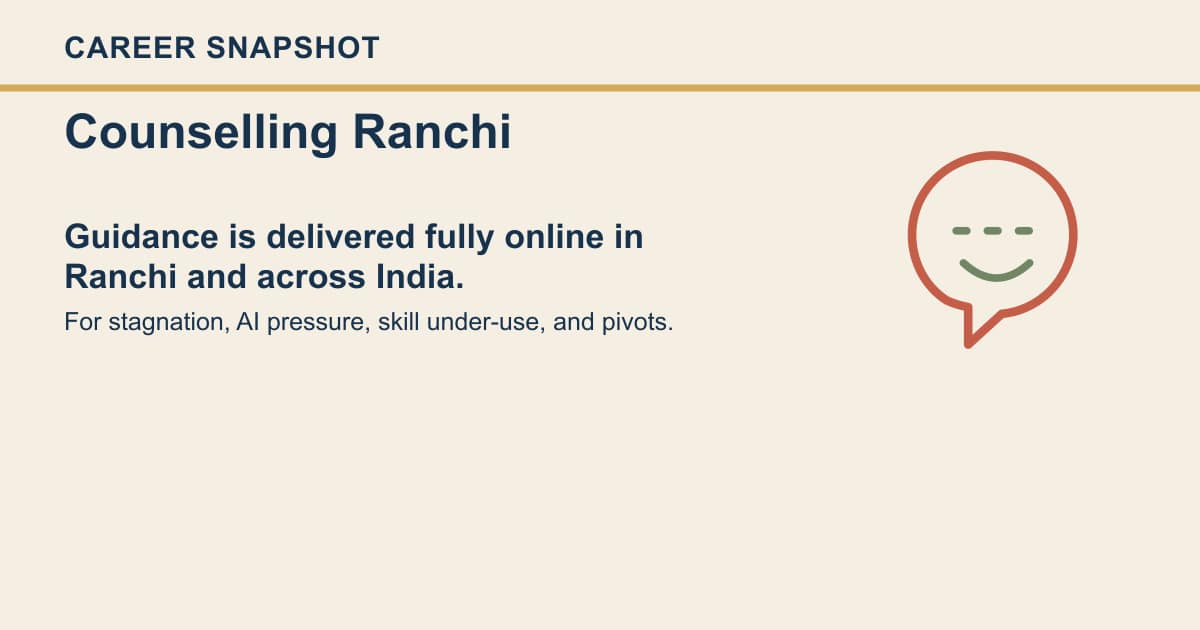 CAREER SNAPSHOT
Counselling Ranchi
Guidance is delivered fully online in
Ranchi and across India.
For stagnation, AI pressure, skill under-use, and pivots.